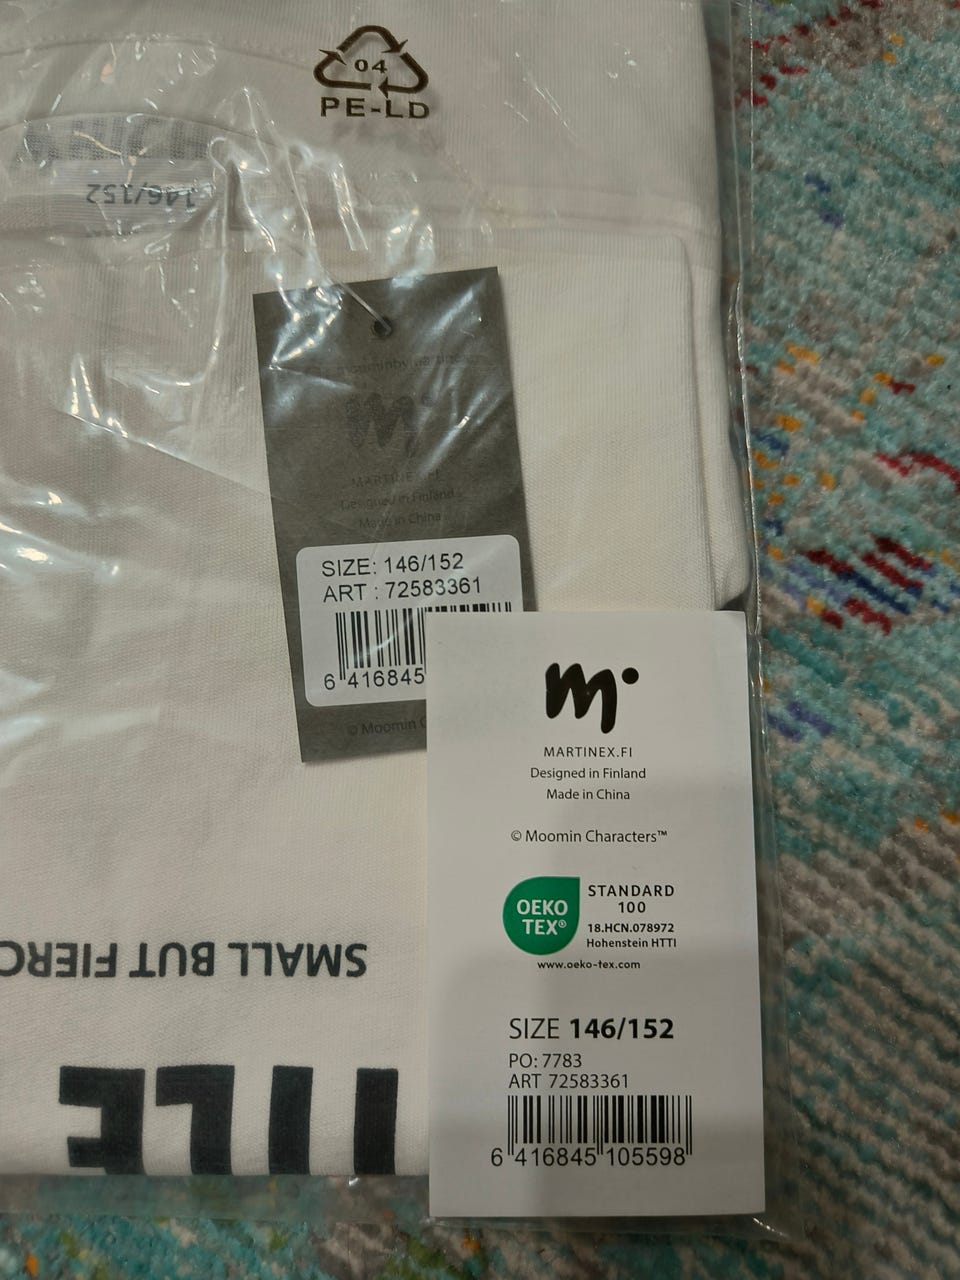 04
PE-LD
146/152
MARTINEX.FI
Designed in Finland
Made in China
SIZE: 146/152
ART : 72583361
6 416845
© Moomin C
m
MARTINEX.FI
Designed in Finland
Made in China
© Moomin Characters™
OEKO
TEX®
STANDARD
100
18.HCN.078972
Hohenstein HTTI
www.oeko-tex.com
SIZE 146/152
PO: 7783
ART 72583361
6 416845 105598
SMALL BUT FIERC